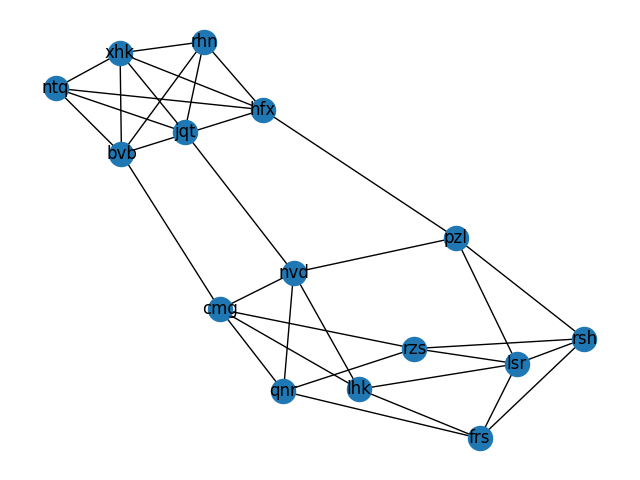 rhn
xhk
ntq
hfx
jqt
bvb
pzl
nvd
cmg
rsh
rzs
lsr
lhk
qnr
frs